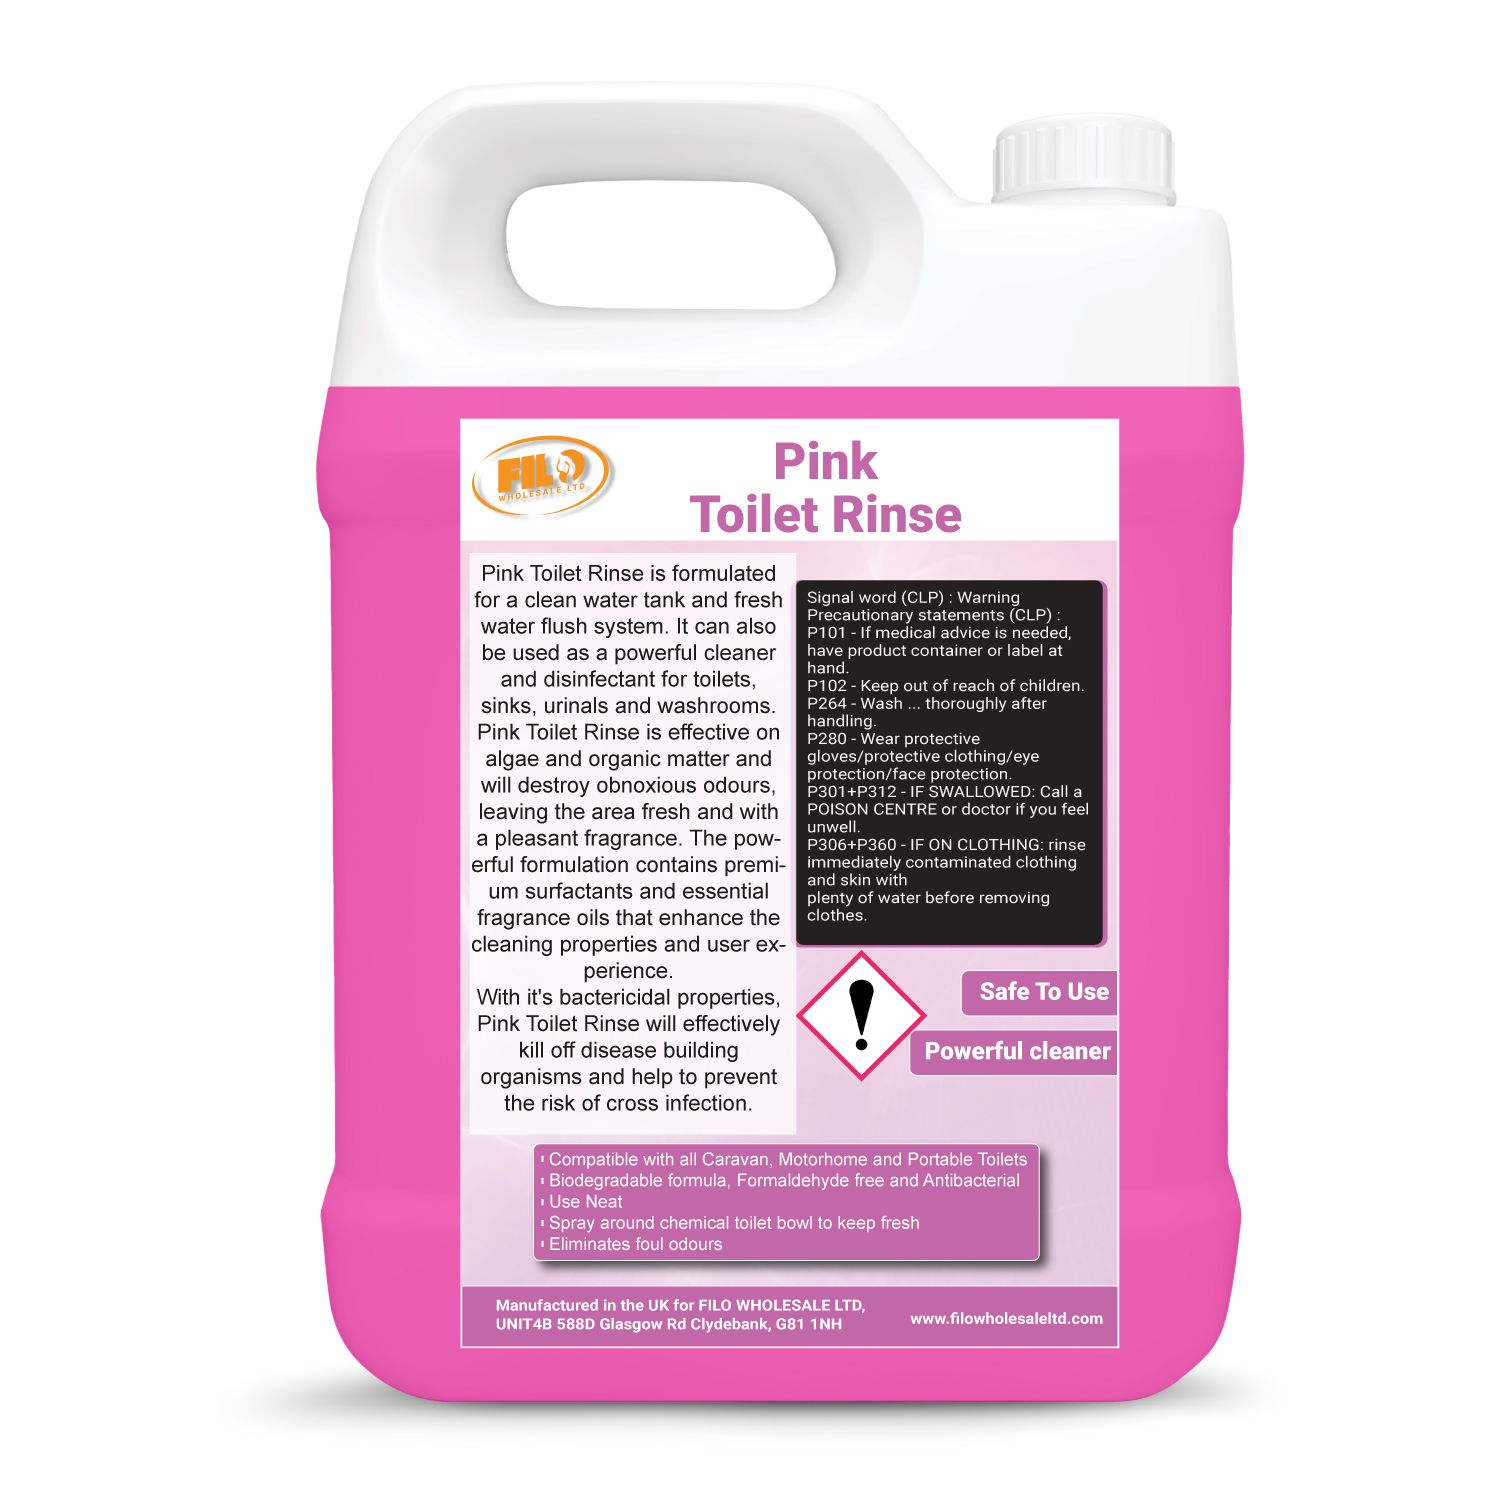 FILO
WHOLESALE LTD
Pink
Toilet Rinse
Pink Toilet Rinse is formulated
for a clean water tank and fresh
water flush system. It can also
be used as a powerful cleaner
and disinfectant for toilets,
sinks, urinals and washrooms.
Pink Toilet Rinse is effective on
algae and organic matter and
will destroy obnoxious odours,
leaving the area fresh and with
a pleasant fragrance. The pow-
erful formulation contains premi-
um surfactants and essential
fragrance oils that enhance the
cleaning properties and user ex-
perience.
With it's bactericidal properties,
Pink Toilet Rinse will effectively
kill off disease building
organisms and help to prevent
the risk of cross infection.
Signal word (CLP) : Warning
Precautionary statements (CLP) :
P101 - If medical advice is needed,
have product container or label at
hand.
P102 - Keep out of reach of children.
P264 - Wash ... thoroughly after
handling.
P280 - Wear protective
gloves/protective clothing/eye
protection/face protection.
P301+P312 - IF SWALLOWED: Call a
POISON CENTRE or doctor if you feel
unwell.
P306+P360 - IF ON CLOTHING: rinse
immediately contaminated clothing
and skin with
plenty of water before removing
clothes.
Safe To Use
Powerful cleaner
Compatible with all Caravan, Motorhome and Portable Toilets
Biodegradable formula, Formaldehyde free and Antibacterial
Use Neat
Spray around chemical toilet bowl to keep fresh
Eliminates foul odours
Manufactured in the UK for FILO WHOLESALE LTD,
UNIT4B 588D Glasgow Rd Clydebank, G81 1NH
www.filowholesaleltd.com